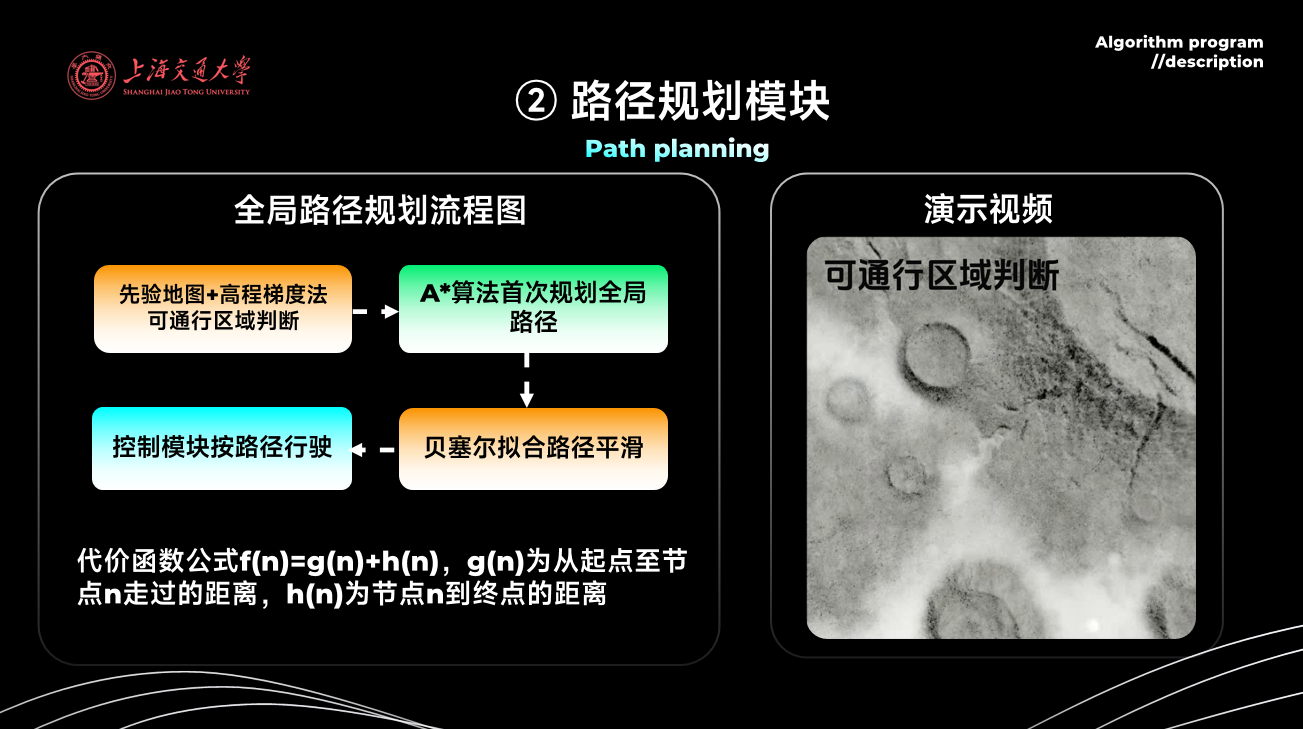 Algorithm program
//description
上海交通大学
SHANGHAI JIAO TONG UNIVERSITY
② 路径规划模块
Path planning
全局路径规划流程图
先验地图+高程梯度法
可通行区域判断
A*算法首次规划全局
路径
控制模块按路径行驶
贝塞尔拟合路径平滑
代价函数公式f(n)=g(n)+h(n)，g(n)为从起点至节
点n走过的距离，h(n)为节点n到终点的距离
演示视频
可通行区域判断